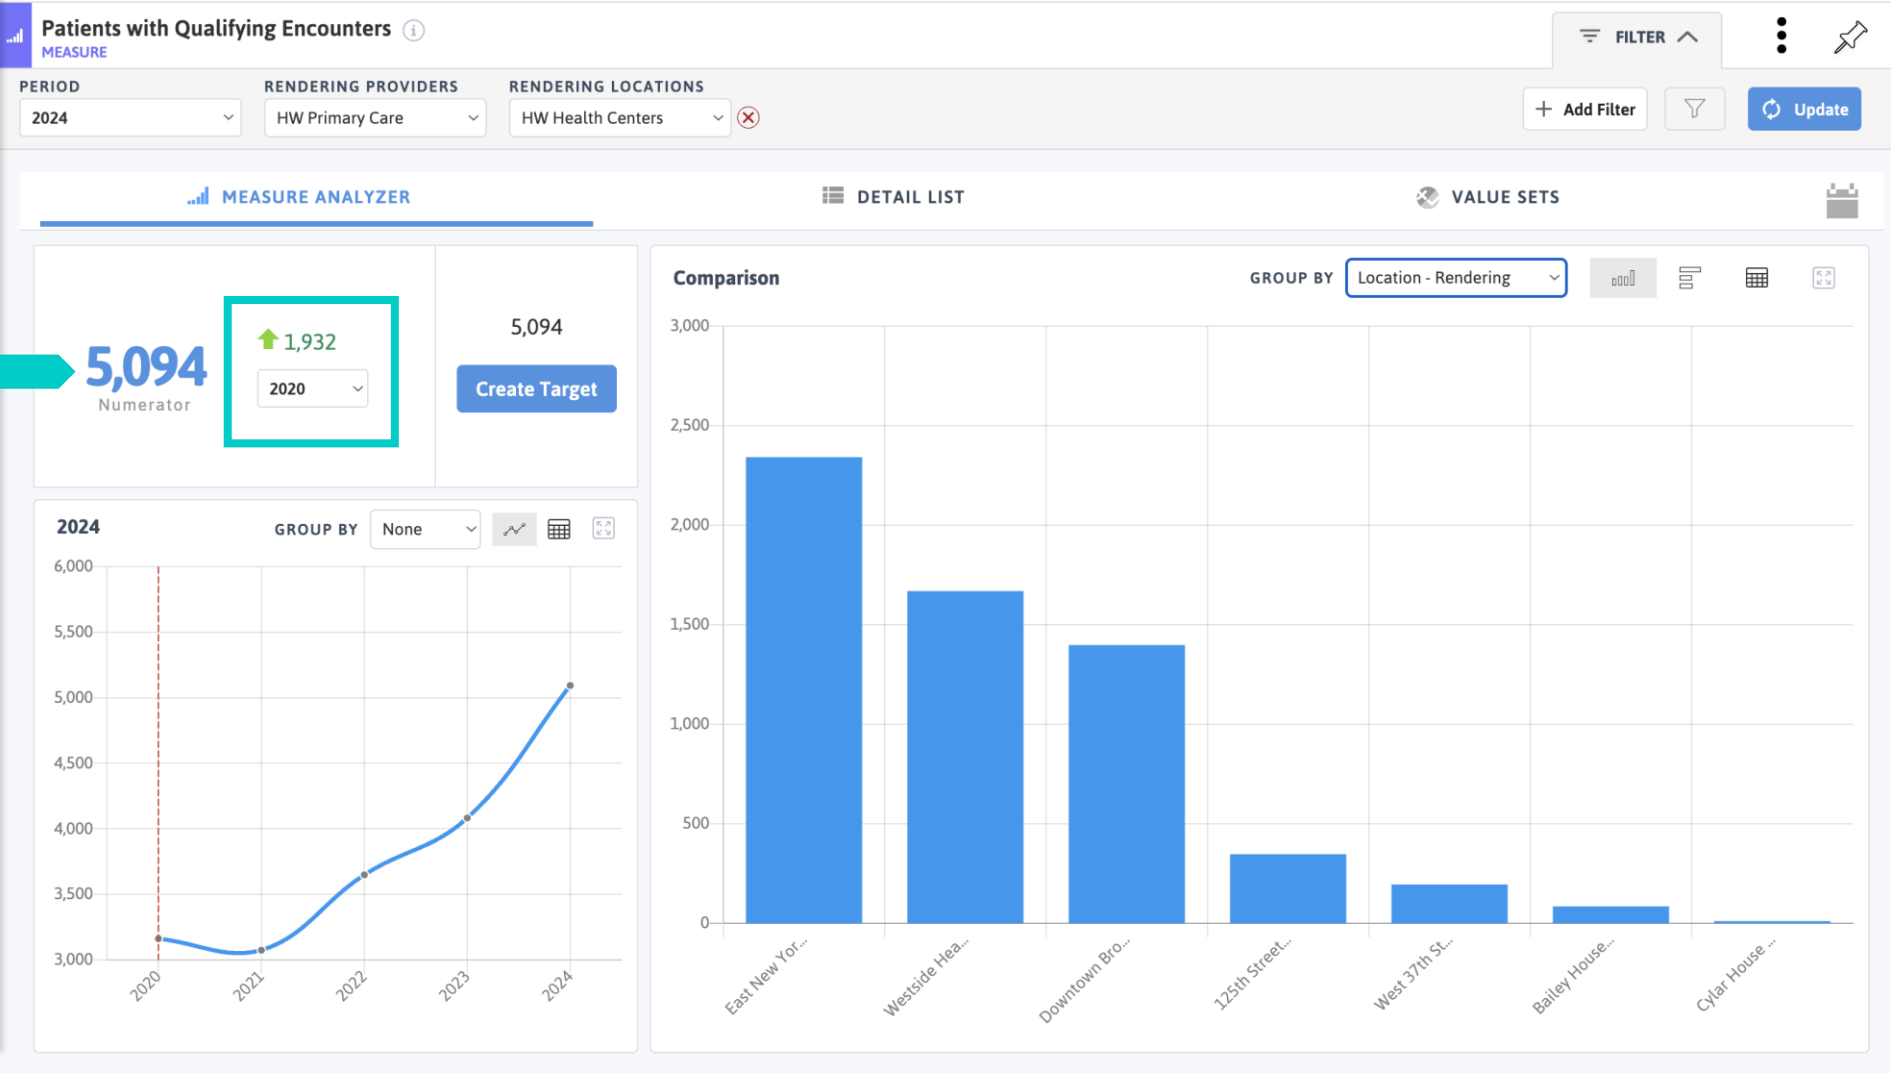 Patients with Qualifying Encounters
MEASURE
FILTER
PERIOD
2024
RENDERING PROVIDERS
HW Primary Care
RENDERING LOCATIONS
HW Health Centers
Add Filter
Update
MEASURE ANALYZER
DETAIL LIST
VALUE SETS
5,094
Numerator
1,932
2020
5,094
Create Target
2024
GROUP BY
None
6,000
5,500
5,000
4,500
4,000
3,500
3,000
2020
2021
2022
2023
2024
Comparison
GROUP BY
Location - Rendering
3,000
2,500
2,000
1,500
1,000
500
0
East New Yor...
Westside Hea...
Downtown Bro...
125th Street...
West 37th St...
Bailey House...
Cylar House ...